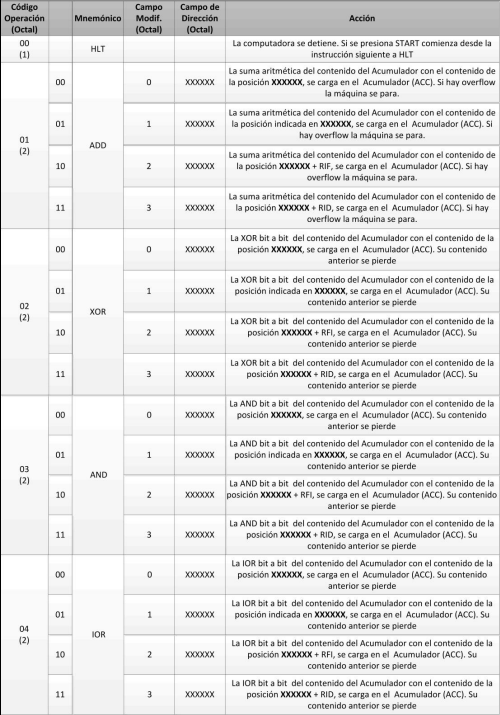 Código Operación (Octal) Mnemónico Campo Modif. (Octal) Campo de Dirección (Octal) Acción
00 (1) HLT La computadora se detiene. Si se presiona START comienza desde la
instrucción siguiente a HLT
01 (2) ADD
00 0 XXXXXX La suma aritmética del contenido del Acumulador con el contenido de
la posición XXXXXX, se carga en el Acumulador (ACC). Si hay overflow
la máquina se para.
01 1 XXXXXX La suma aritmética del contenido del Acumulador con el contenido de
la posición indicada en XXXXXX, se carga en el Acumulador (ACC). Si
hay overflow la máquina se para.
10 2 XXXXXX La suma aritmética del contenido del Acumulador con el contenido de
la posición XXXXXX + RIF, se carga en el Acumulador (ACC). Si hay
overflow la máquina se para.
11 3 XXXXXX La suma aritmética del contenido del Acumulador con el contenido de
la posición XXXXXX + RID, se carga en el Acumulador (ACC). Si hay
overflow la máquina se para.
02 (2) XOR
00 0 XXXXXX La XOR bit a bit del contenido del Acumulador con el contenido de la
posición XXXXXX, se carga en el Acumulador (ACC). Su contenido
anterior se pierde
01 1 XXXXXX La XOR bit a bit del contenido del Acumulador con el contenido de la
posición indicada en XXXXXX, se carga en el Acumulador (ACC). Su
contenido anterior se pierde
10 2 XXXXXX La XOR bit a bit del contenido del Acumulador con el contenido de la
posición XXXXXX + RFI, se carga en el Acumulador (ACC). Su
contenido anterior se pierde
11 3 XXXXXX La XOR bit a bit del contenido del Acumulador con el contenido de la
posición XXXXXX + RID, se carga en el Acumulador (ACC). Su
contenido anterior se pierde
03 (2) AND
00 0 XXXXXX La AND bit a bit del contenido del Acumulador con el contenido de la
posición XXXXXX, se carga en el Acumulador (ACC). Su contenido
anterior se pierde
01 1 XXXXXX La AND bit a bit del contenido del Acumulador con el contenido de la
posición indicada en XXXXXX, se carga en el Acumulador (ACC). Su
contenido anterior se pierde
10 2 XXXXXX La AND bit a bit del contenido del Acumulador con el contenido de la
posición XXXXXX + RFI, se carga en el Acumulador (ACC). Su contenido
anterior se pierde
11 3 XXXXXX La AND bit a bit del contenido del Acumulador con el contenido de la
posición XXXXXX + RID, se carga en el Acumulador (ACC). Su
contenido anterior se pierde
04 (2) IOR
00 0 XXXXXX La IOR bit a bit del contenido del Acumulador con el contenido de la
posición XXXXXX, se carga en el Acumulador (ACC). Su contenido
anterior se pierde
01 1 XXXXXX La IOR bit a bit del contenido del Acumulador con el contenido de la
posición indicada en XXXXXX, se carga en el Acumulador (ACC). Su
contenido anterior se pierde
10 2 XXXXXX La IOR bit a bit del contenido del Acumulador con el contenido de la
posición XXXXXX + RFI, se carga en el Acumulador (ACC). Su
contenido anterior se pierde
11 3 XXXXXX La IOR bit a bit del contenido del Acumulador con el contenido de la
posición XXXXXX + RID, se carga en el Acumulador (ACC). Su
contenido anterior se pierde